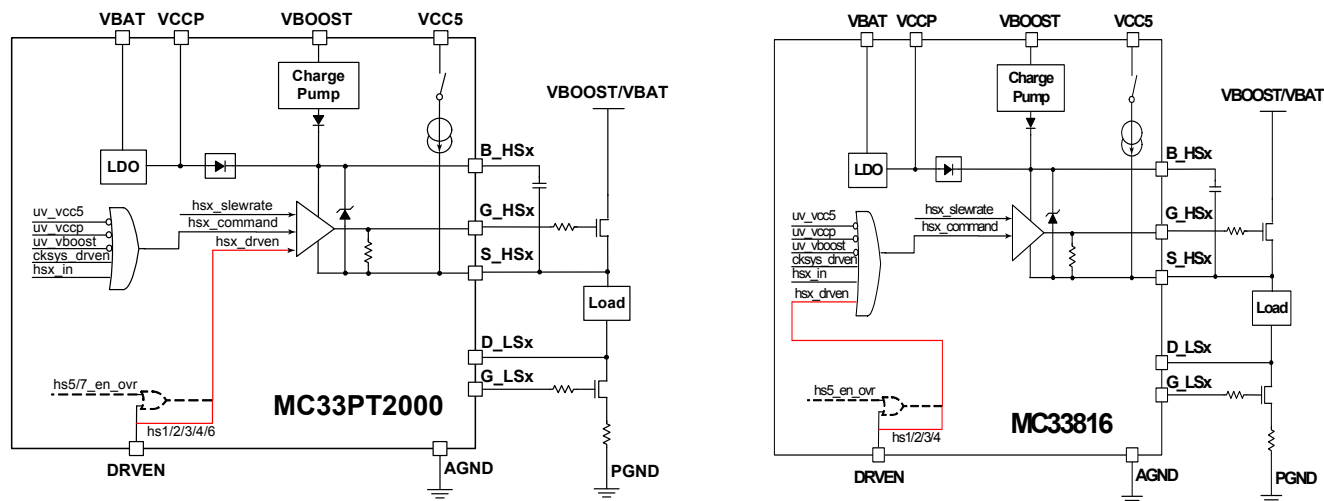 VBAT VCCP VBOOST VCC5
Charge
Pump
VBOOST/VBAT
LDO
B_HSx
uv_vcc5
uv_vccp
uv_vboost
cksys_drven
hsx_in
hsx_slewrate
hsx_command
hsx_drven
G_HSx
S_HSx
Load
D_LSx
G_LSx
hs5/7_en_ovr
hs1/2/3/4/6
MC33PT2000
DRVEN
AGND
PGND
VBAT VCCP VBOOST VCC5
Charge
Pump
VBOOST/VBAT
LDO
B_HSx
uv_vcc5
uv_vccp
uv_vboost
cksys_drven
hsx_in
hsx_drven
hsx_slewrate
hsx_command
G_HSx
S_HSx
Load
D_LSx
G_LSx
hs5_en_ovr
hs1/2/3/4
MC33816
DRVEN
AGND
PGND